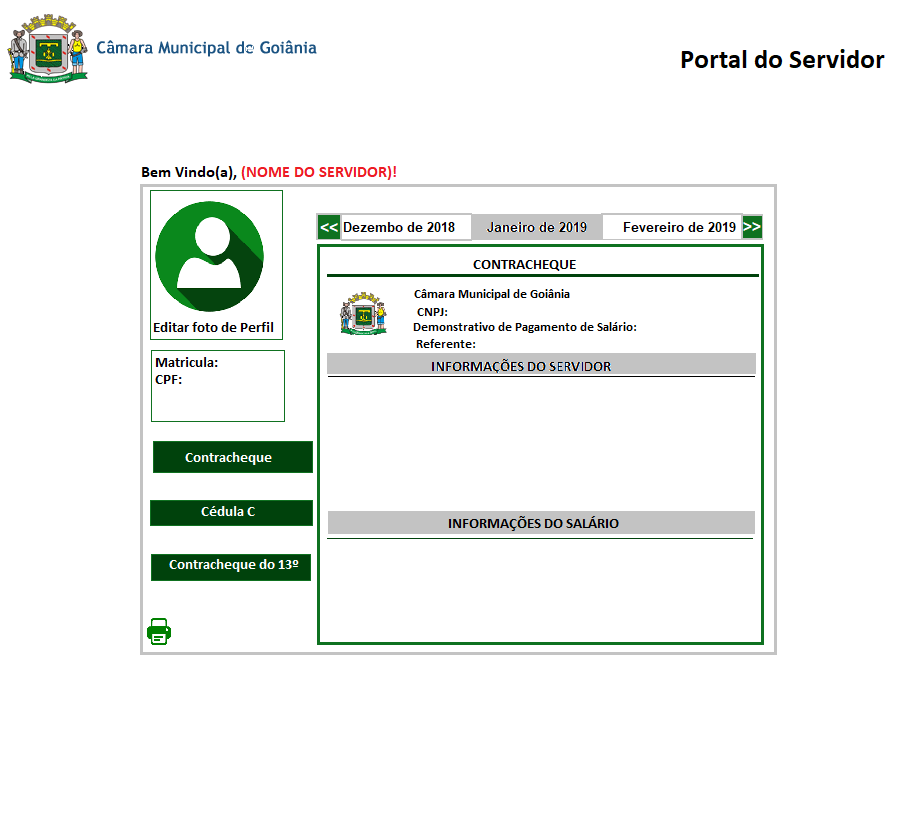 Câmara Municipal de Goiânia
Portal do Servidor
Bem Vindo(a), (NOME DO SERVIDOR)!
Editar foto de Perfil
Matricula:
CPF:
Contracheque
Cédula C
Contracheque do 13º
<< Dezembo de 2018 Janeiro de 2019 Fevereiro de 2019 >>
CONTRACHEQUE
Câmara Municipal de Goiânia
CNPJ:
Demonstrativo de Pagamento de Salário:
Referente:
INFORMAÇÕES DO SERVIDOR
INFORMAÇÕES DO SALÁRIO